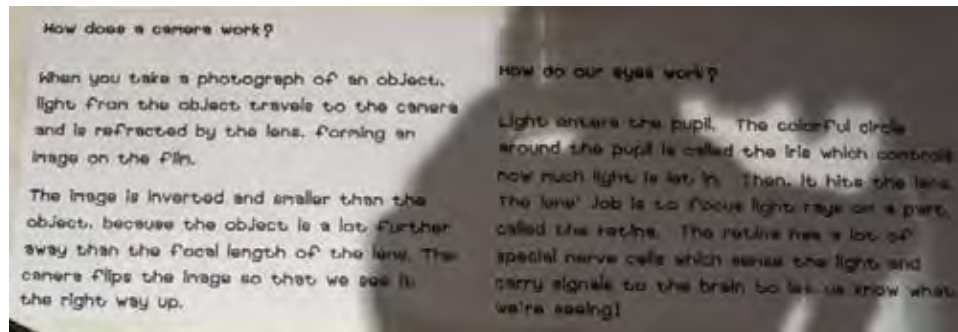 How does a camera work?
When you take a photograph of an object,
light from the object travels to the camera
and is refracted by the lens, forming an
image on the film.
The image is inverted and smaller than the
object, because the object is a lot further
away than the focal length of the lens. The
camera flips the image so that we see it
the right way up.
How do our eyes work?
Light enters the pupil. The colorful circle
around the pupil is called the iris which controls
how much light is let in. Then, it hits the lens.
The lens' job is to focus light rays on a part,
called the retina. The retina has a lot of
special nerve cells which sense the light and
carry signals to the brain to let us know what
we're seeing!